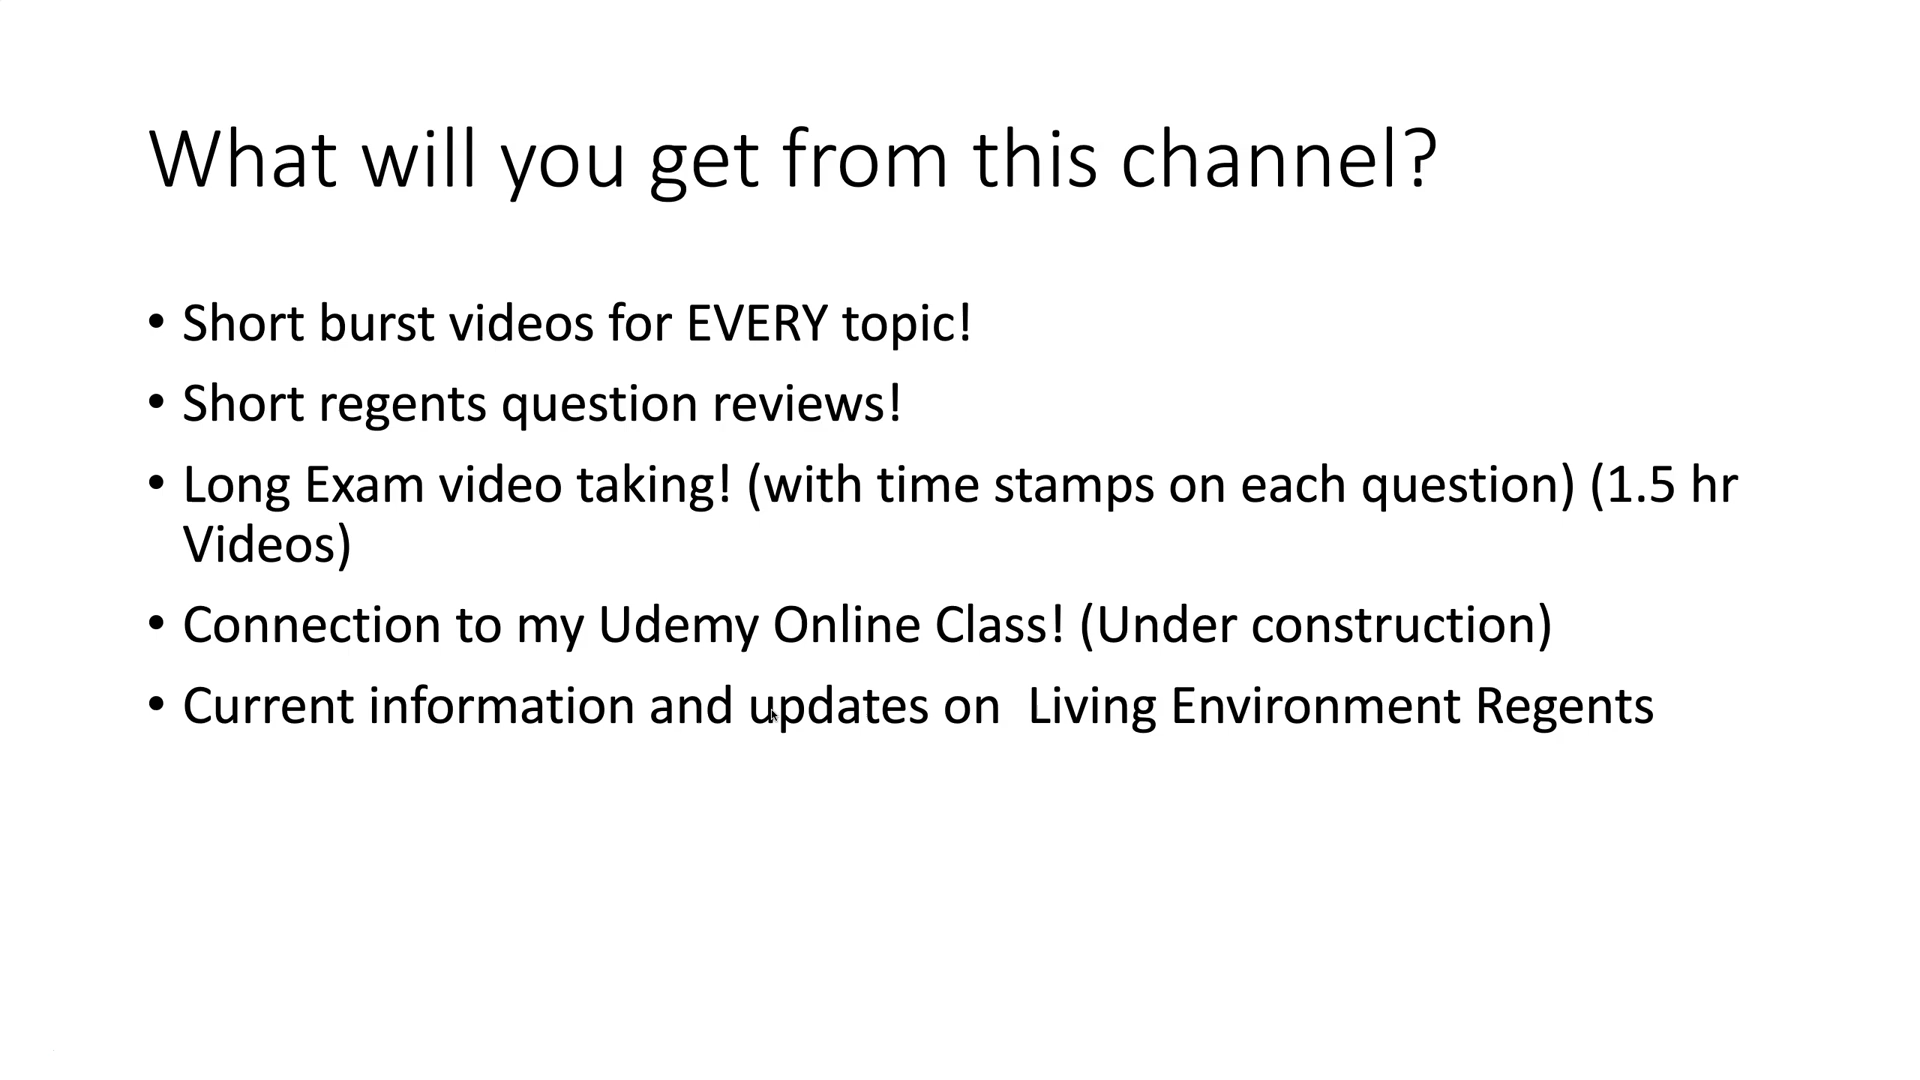 What will you get from this channel?
• Short burst videos for EVERY topic!
• Short regents question reviews!
• Long Exam video taking! (with time stamps on each question) (1.5 hr
Videos)
• Connection to my Udemy Online Class! (Under construction)
• Current information and updates on  Living Environment Regents